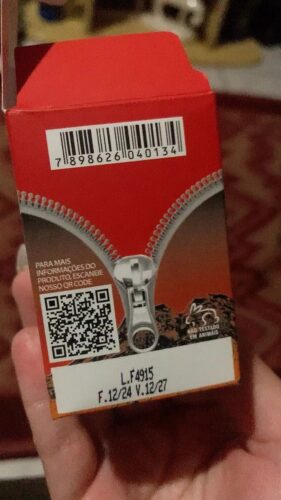 7 898626 040134
PARA MAIS
INFORMAÇÕES DO
PRODUTO, ESCANEIE
NOSSO QR CODE
NÃO TESTADO
EM ANIMAIS
L.F4915
F.12/24 V.12/27